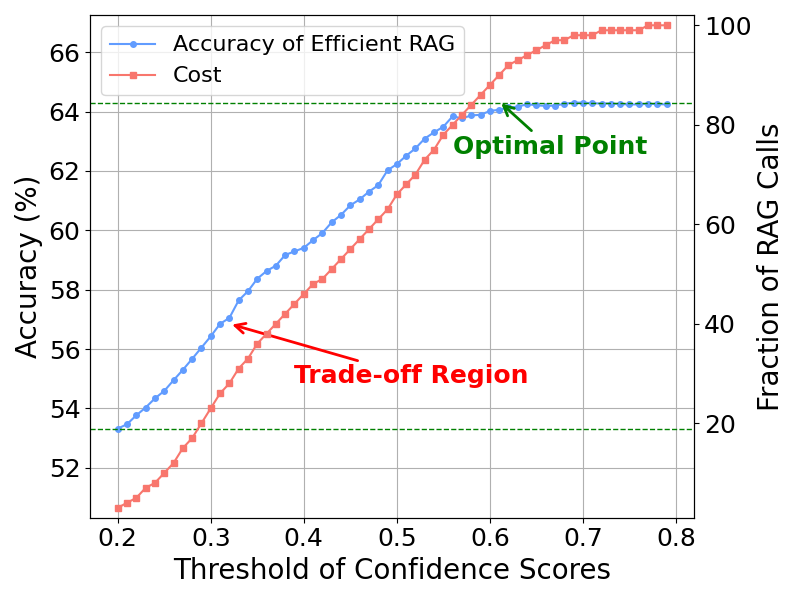 Accuracy of Efficient RAG
Cost
Optimal Point
Trade-off Region
Accuracy (%)
66
64
62
60
58
56
54
52
100
80
60
40
20
Fraction of RAG Calls
0.2 0.3 0.4 0.5 0.6 0.7 0.8
Threshold of Confidence Scores